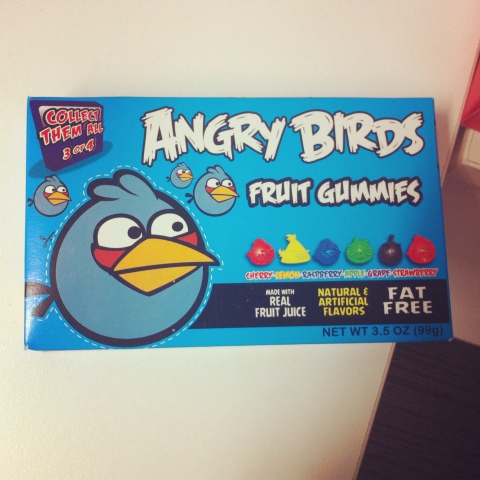 COLLECT
THEM ALL
3 OF 4
ANGRY BIRDS
FRUIT GUMMIES
CHERRY-LEMON-RASPBERRY-APPLE-GRAPE-STRAWBERRY
MADE WITH
REAL
FRUIT JUICE
NATURAL &
ARTIFICIAL
FLAVORS
FAT
FREE
NET WT 3.5 OZ (99g)